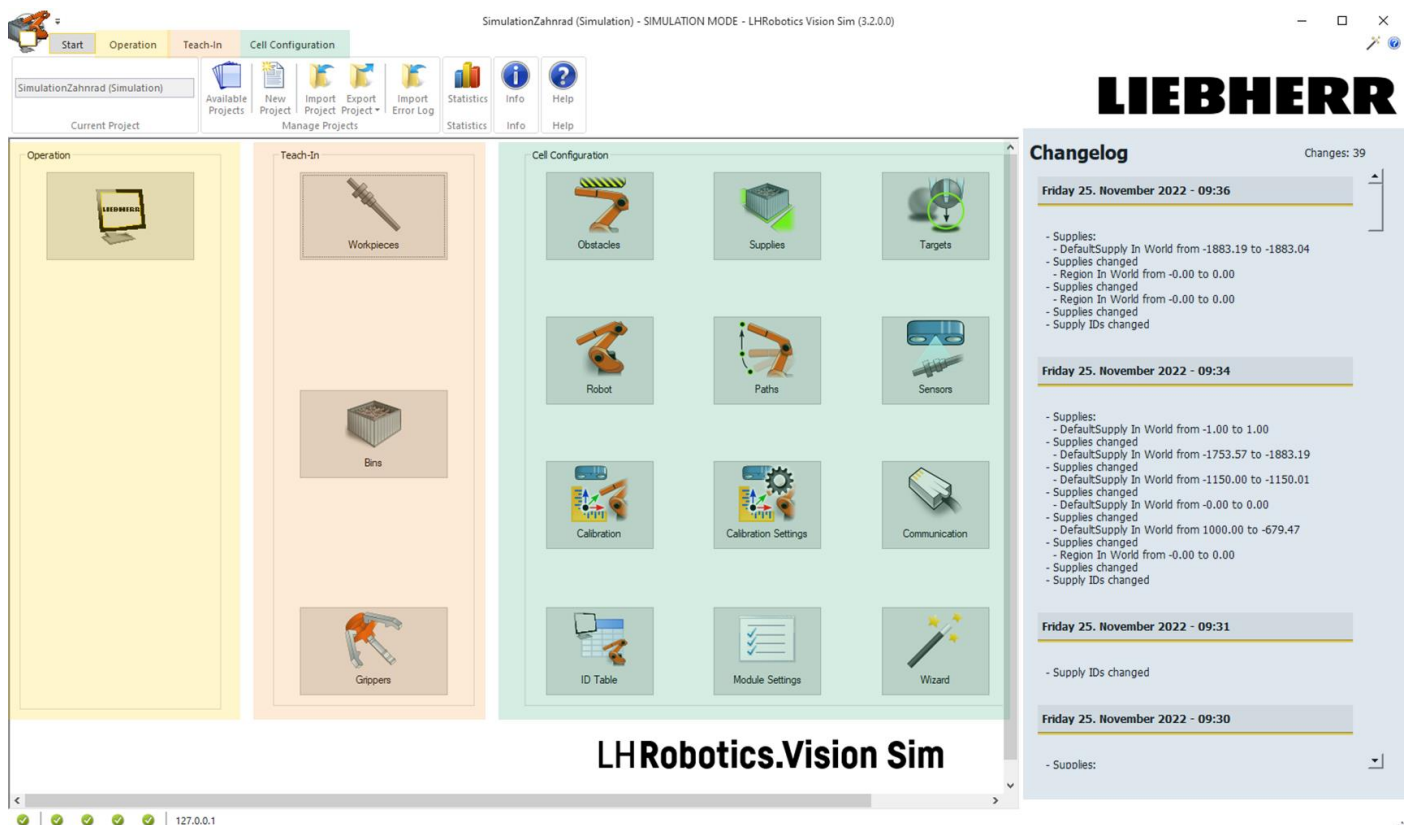 SimulationZahnrad (Simulation) - SIMULATION MODE - LHRobotics Vision Sim (3.2.0.0)
Start Operation Teach-In Cell Configuration
SimulationZahnrad (Simulation)
Current Project
Available Projects
New Project
Import Project
Export Project
Import Error Log
Manage Projects
Statistics
Statistics
Info
Info
Help
Help
LIEBHERR
Operation
LIEBHERR
Teach-In
Workpieces
Bins
Grippers
Cell Configuration
Obstacles
Supplies
Targets
Robot
Paths
Sensors
Calibration
Calibration Settings
Communication
ID Table
Module Settings
Wizard
LHRobotics.Vision Sim
Changelog
Changes: 39
Friday 25. November 2022 - 09:36
- Supplies:
- DefaultSupply In World from -1883.19 to -1883.04
- Supplies changed
- Region In World from -0.00 to 0.00
- Supplies changed
- Region In World from -0.00 to 0.00
- Supplies changed
- Supply IDs changed
Friday 25. November 2022 - 09:34
- Supplies:
- DefaultSupply In World from -1.00 to 1.00
- Supplies changed
- DefaultSupply In World from -1753.57 to -1883.19
- Supplies changed
- DefaultSupply In World from -1150.00 to -1150.01
- Supplies changed
- DefaultSupply In World from -0.00 to 0.00
- Supplies changed
- DefaultSupply In World from 1000.00 to -679.47
- Supplies changed
- Region In World from -0.00 to 0.00
- Supplies changed
- Supply IDs changed
Friday 25. November 2022 - 09:31
- Supply IDs changed
Friday 25. November 2022 - 09:30
- Supplies:
127.0.0.1